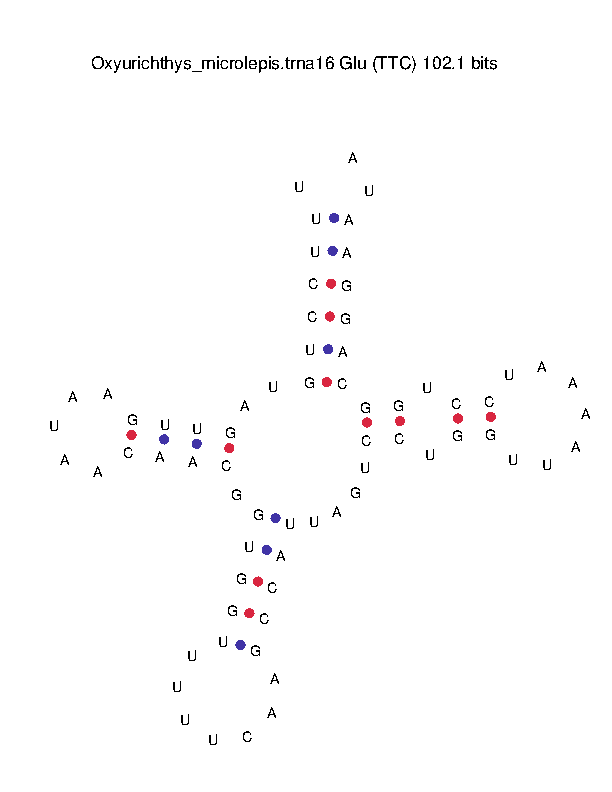 Oxyurichthys_microlepis.trna16 Glu (TTC) 102.1 bits
A
U U
U A
U A
C G
C G
U A
U A
U G C U A
A A A G G C C A
U G U U G C C G G A
A A C A A C U U U A
G U G
G U U A
U A
G C
G C
U G
U A
U A
U U C